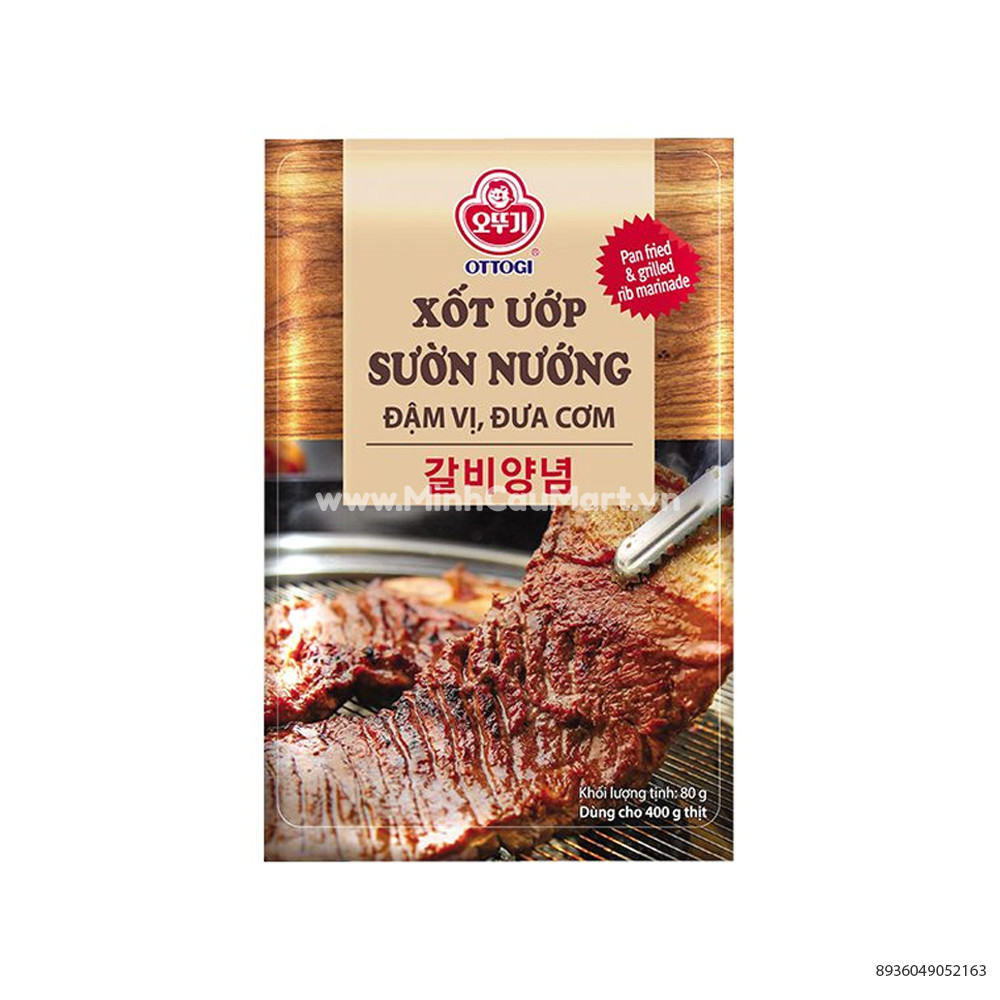 오뚜기
OTTOGI
Pan fried
& grilled
rib marinade
XỐT ƯỚP
SƯỜN NƯỚNG
ĐẬM VỊ, ĐƯA CƠM
갈비양념
www.MinhCauMart.vn
Khối lượng tịnh: 80 g
Dùng cho 400 g thịt
8936049052163